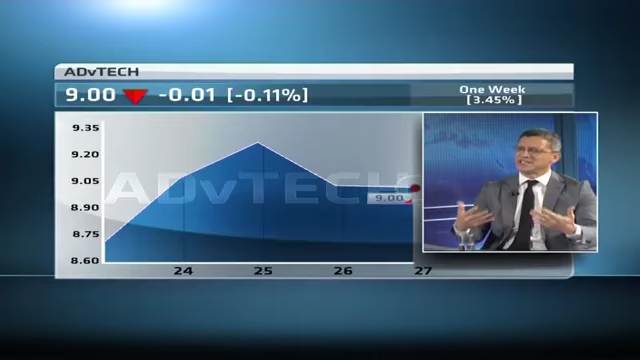 ADvTECH
9.00 -0.01 [-0.11%]
One Week
[3.45%]
9.35
9.20
9.05
8.90
8.75
8.60
ADvTECH
9.00
24 25 26 27